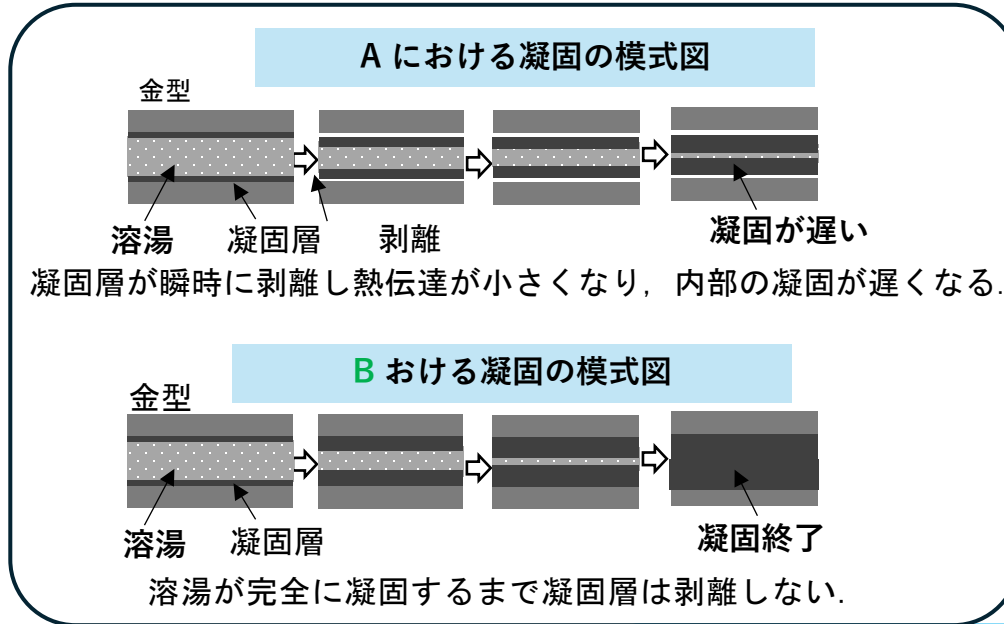 A における凝固の模式図
金型
溶湯 凝固層 剥離 凝固が遅い
凝固層が瞬時に剥離し熱伝達が小さくなり，内部の凝固が遅くなる.
B おける凝固の模式図
金型
溶湯 凝固層 凝固終了
溶湯が完全に凝固するまで凝固層は剥離しない.